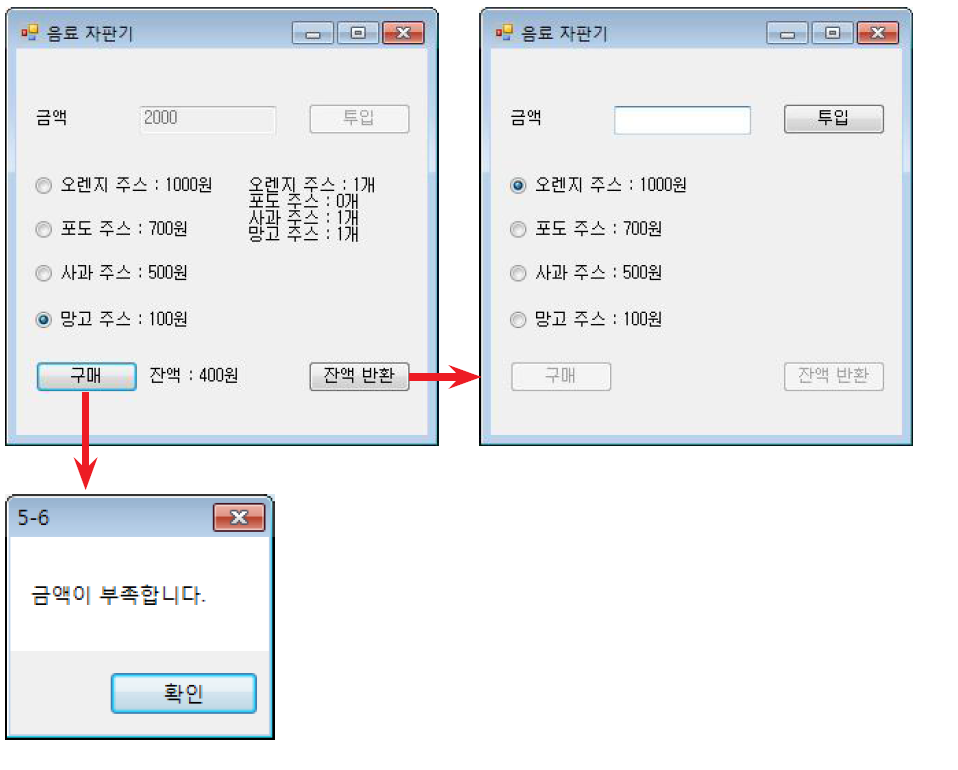 음료 자판기
금액 2000 투입
오렌지 주스 : 1000원
포도 주스 : 700원
사과 주스 : 500원
망고 주스 : 100원
오렌지 주스 : 1개
포도 주스 : 0개
사과 주스 : 1개
망고 주스 : 1개
구매 잔액 : 400원 잔액 반환
음료 자판기
금액 투입
오렌지 주스 : 1000원
포도 주스 : 700원
사과 주스 : 500원
망고 주스 : 100원
구매 잔액 반환
5-6
금액이 부족합니다.
확인